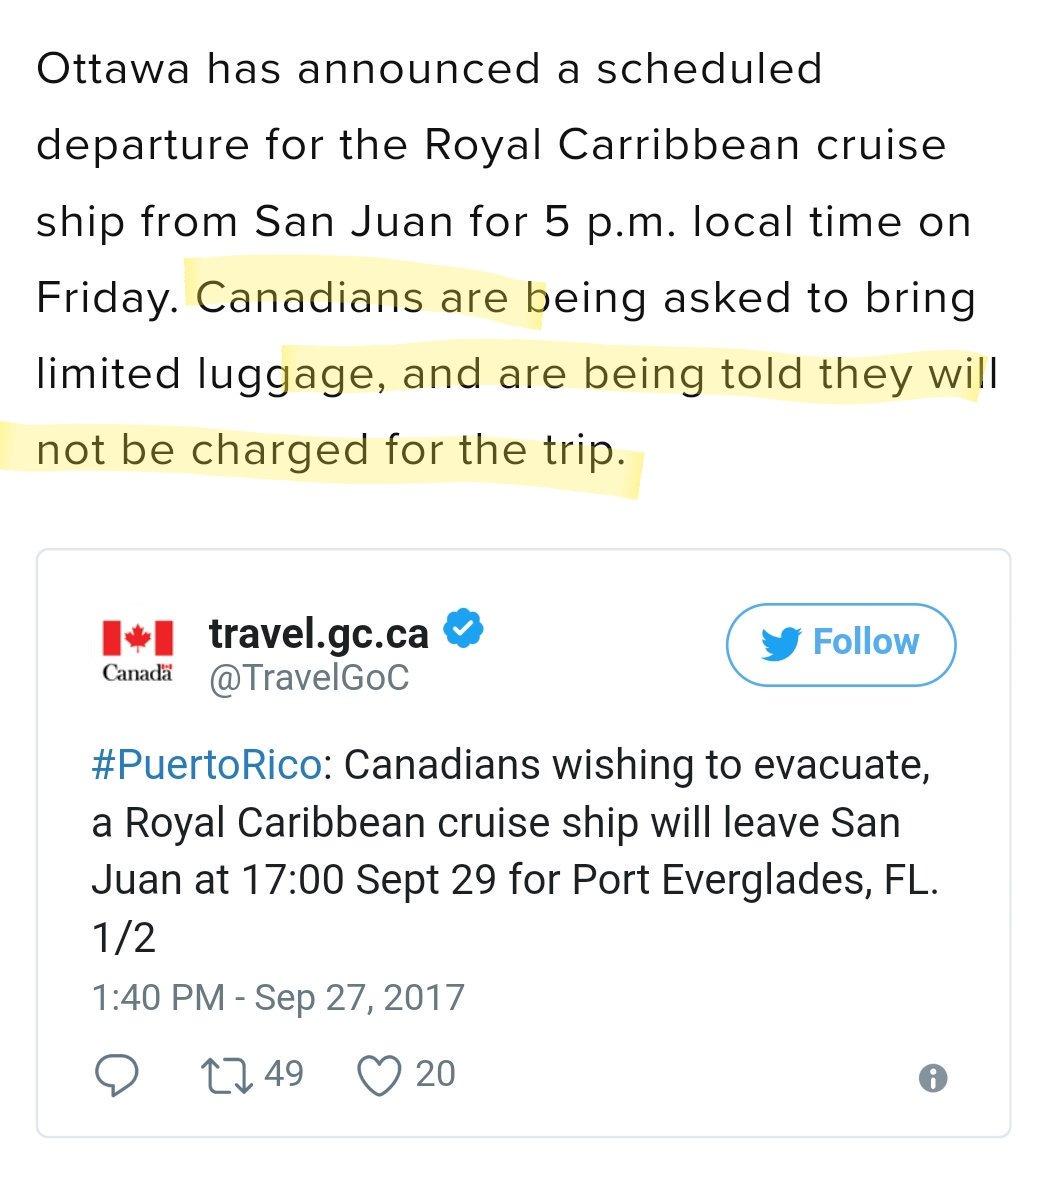 Ottawa has announced a scheduled
departure for the Royal Carribbean cruise
ship from San Juan for 5 p.m. local time on
Friday. Canadians are being asked to bring
limited luggage, and are being told they will
not be charged for the trip.
travel.gc.ca
Canada
@TravelGoC
Follow
#PuertoRico: Canadians wishing to evacuate,
a Royal Caribbean cruise ship will leave San
Juan at 17:00 Sept 29 for Port Everglades, FL.
1/2
1:40 PM - Sep 27, 2017
49
20